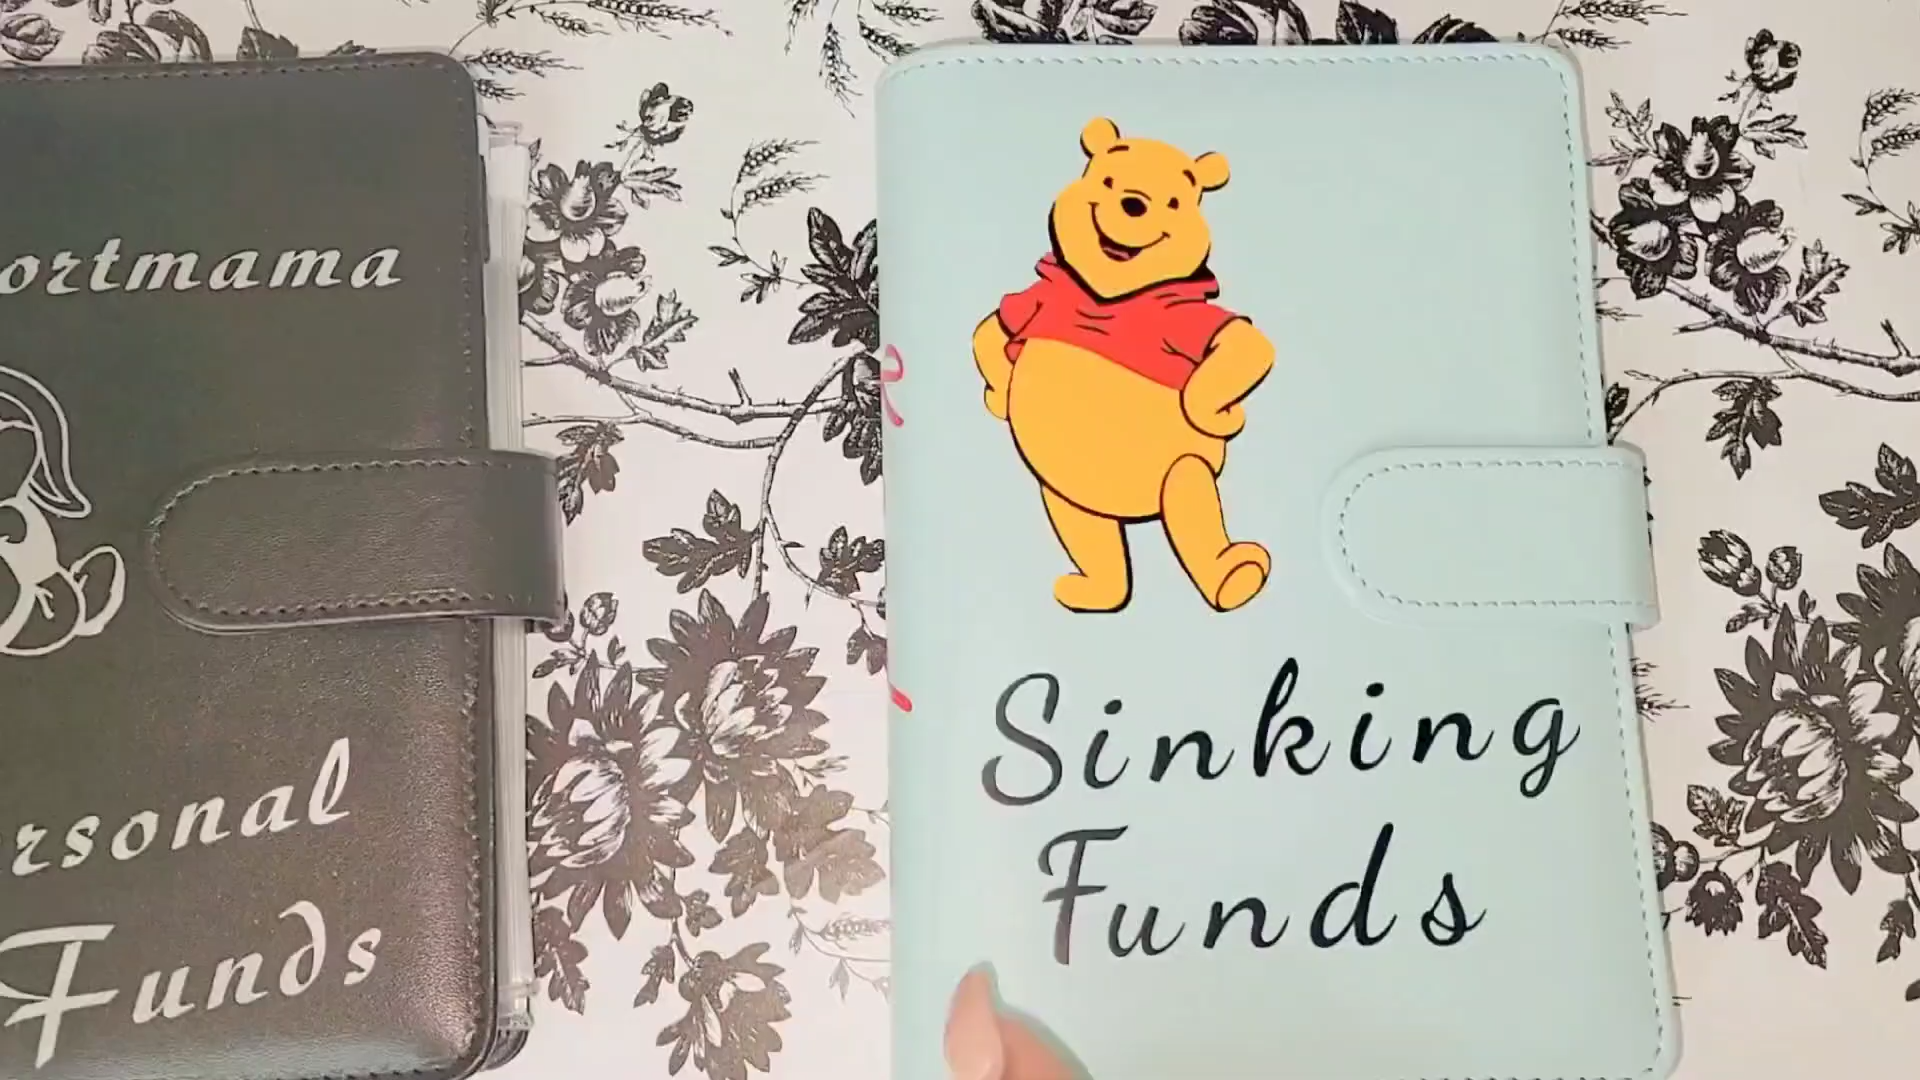 ortmama
rsonal
Funds
Sinking
Funds